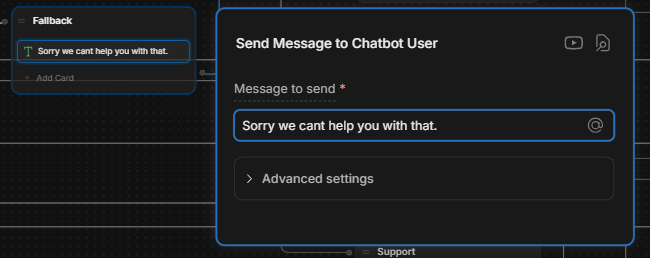 Fallback
Sorry we cant help you with that.
Add Card
Send Message to Chatbot User
Message to send *
Sorry we cant help you with that.
Advanced settings
Support